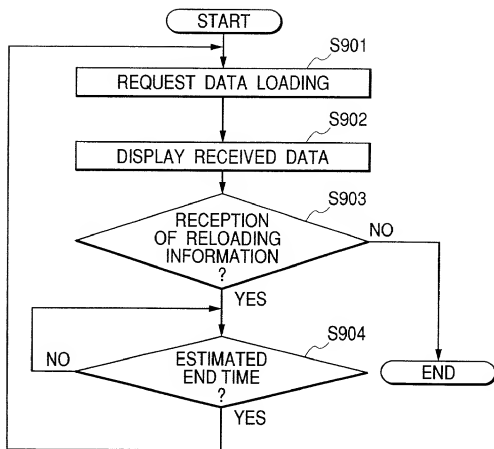 START
S901
REQUEST DATA LOADING
S902
DISPLAY RECEIVED DATA
S903
RECEPTION
OF RELOADING
INFORMATION
?
NO
YES
S904
NO
ESTIMATED
END TIME
?
YES
END